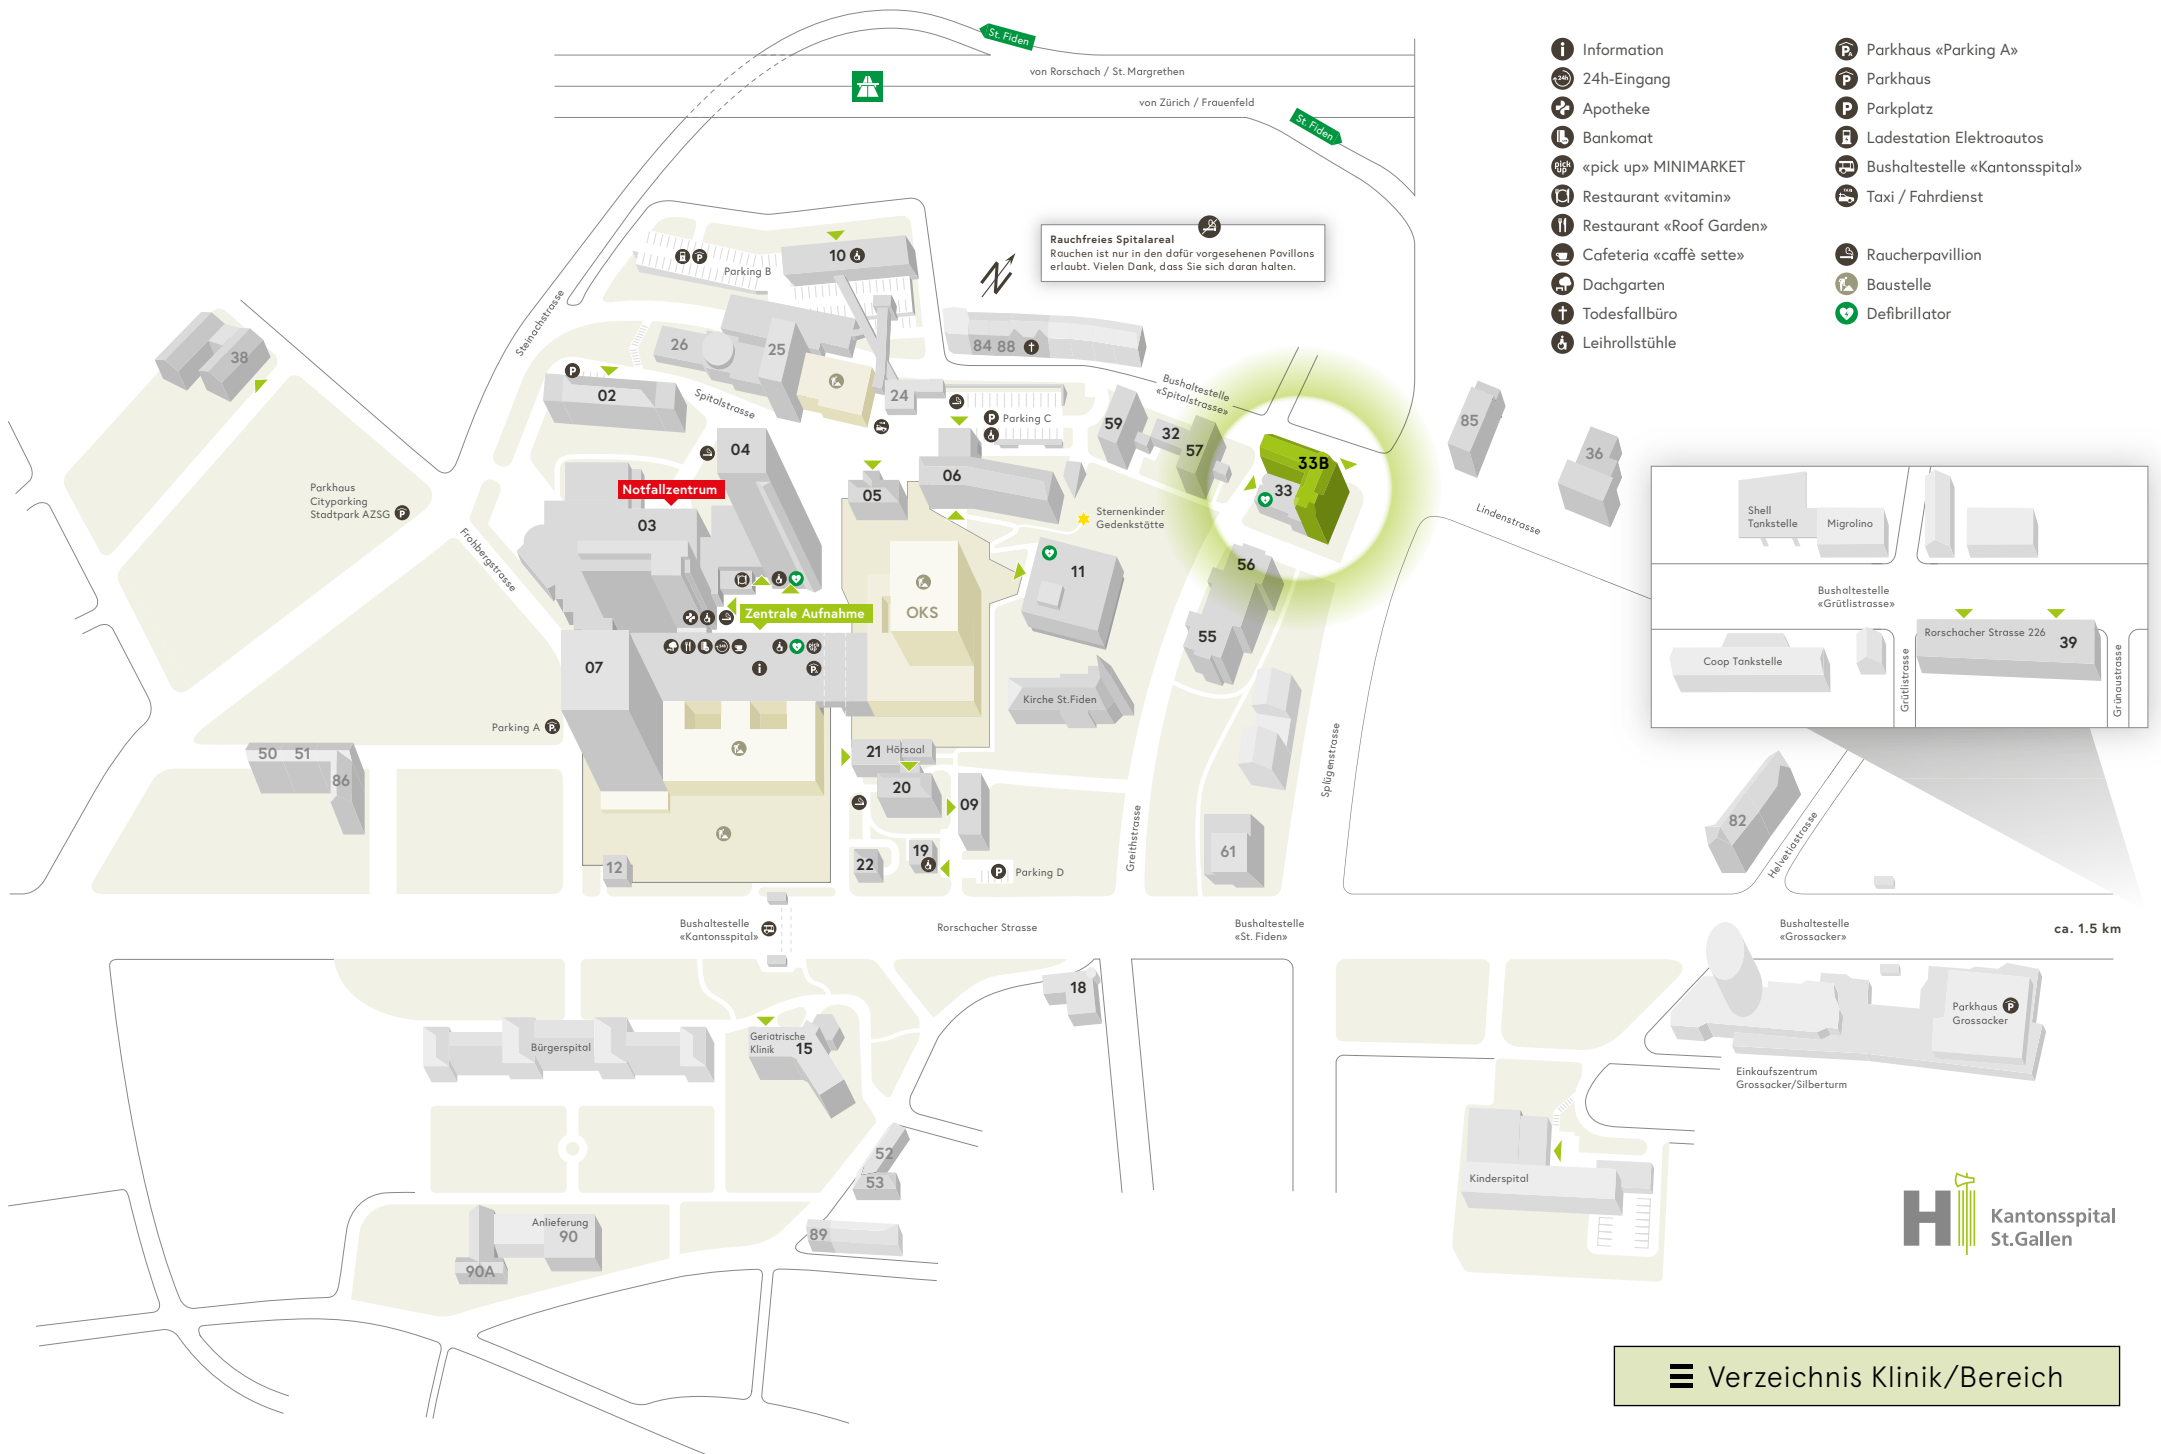 St. Fiden
von Rorschach / St. Margrethen
von Zürich / Frauenfeld
St. Fiden
Information
24h-Eingang
Apotheke
Bankomat
«pick up» MINIMARKET
Restaurant «vitamin»
Restaurant «Roof Garden»
Cafeteria «caffè sette»
Dachgarten
Todesfallbüro
Leihrollstühle
Parkhaus «Parking A»
Parkhaus
Parkplatz
Ladestation Elektroautos
Bushaltestelle «Kantonsspital»
Taxi / Fahrdienst
Raucherpavillion
Baustelle
Defibrillator
Rauchfreies Spitalareal
Rauchen ist nur in den dafür vorgesehenen Pavillons
erlaubt. Vielen Dank, dass Sie sich daran halten.
N
10
Parking B
Steinachstrasse
38
26
25
84 88
02
Spitalstrasse
24
Parking C
Bushaltestelle
«Spitalstrasse»
59
32
57
33B
33
85
36
04
Notfallzentrum
03
05
06
Sternenkinder
Gedenkstätte
Parkhaus
Cityparking
Stadtpark AZSG
Frohbergstrasse
Lindenstrasse
11
56
55
OKS
Zentrale Aufnahme
07
Kirche St.Fiden
Parking A
50 51
86
21 Hörsaal
20
09
19
22
12
Parking D
Greithstrasse
Splügenstrasse
61
82
Helvetiastrasse
Shell
Tankstelle
Migrolino
Bushaltestelle
«Grütlistrasse»
Rorschacher Strasse 226
39
Coop Tankstelle
Grütlistrasse
Grünaustrasse
Bushaltestelle
«Kantonsspital»
Rorschacher Strasse
Bushaltestelle
«St. Fiden»
Bushaltestelle
«Grossacker»
ca. 1.5 km
18
Parkhaus
Grossacker
Einkaufszentrum
Grossacker/Silberturm
Bürgerspital
Geriatrische
Klinik 15
52
53
89
Anlieferung
90
90A
Kinderspital
Kantonsspital
St.Gallen
Verzeichnis Klinik/Bereich